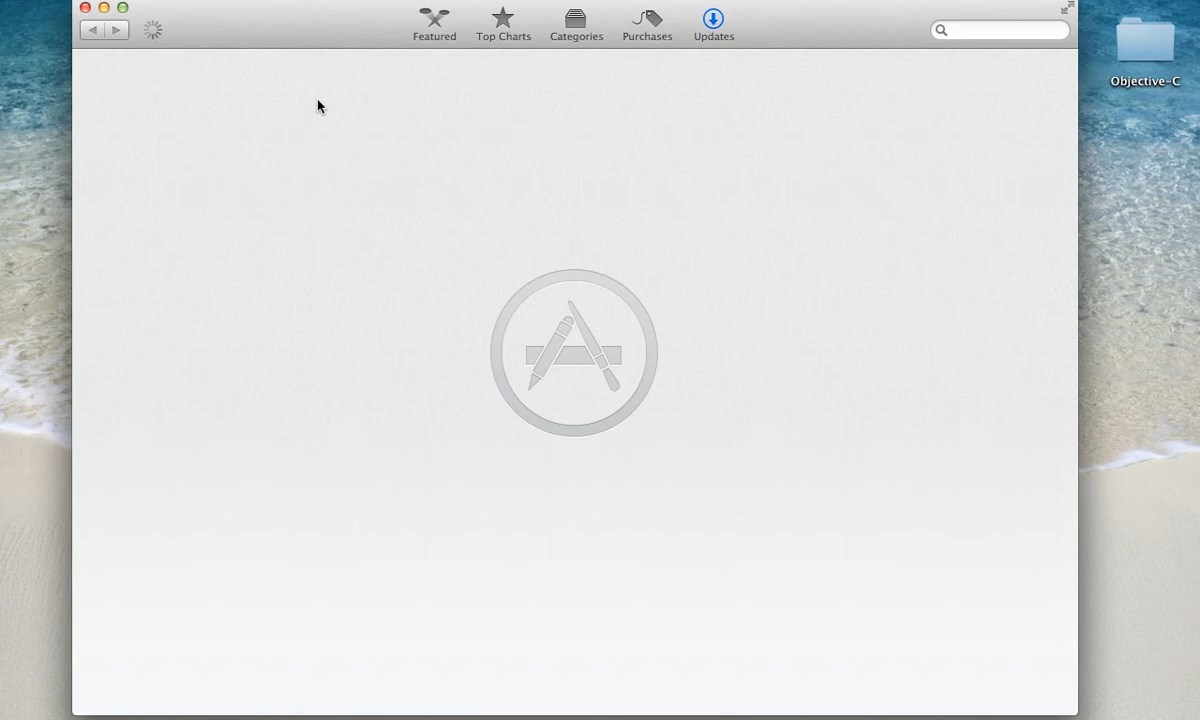 Featured
Top Charts
Categories
Purchases
Updates
Objective-C